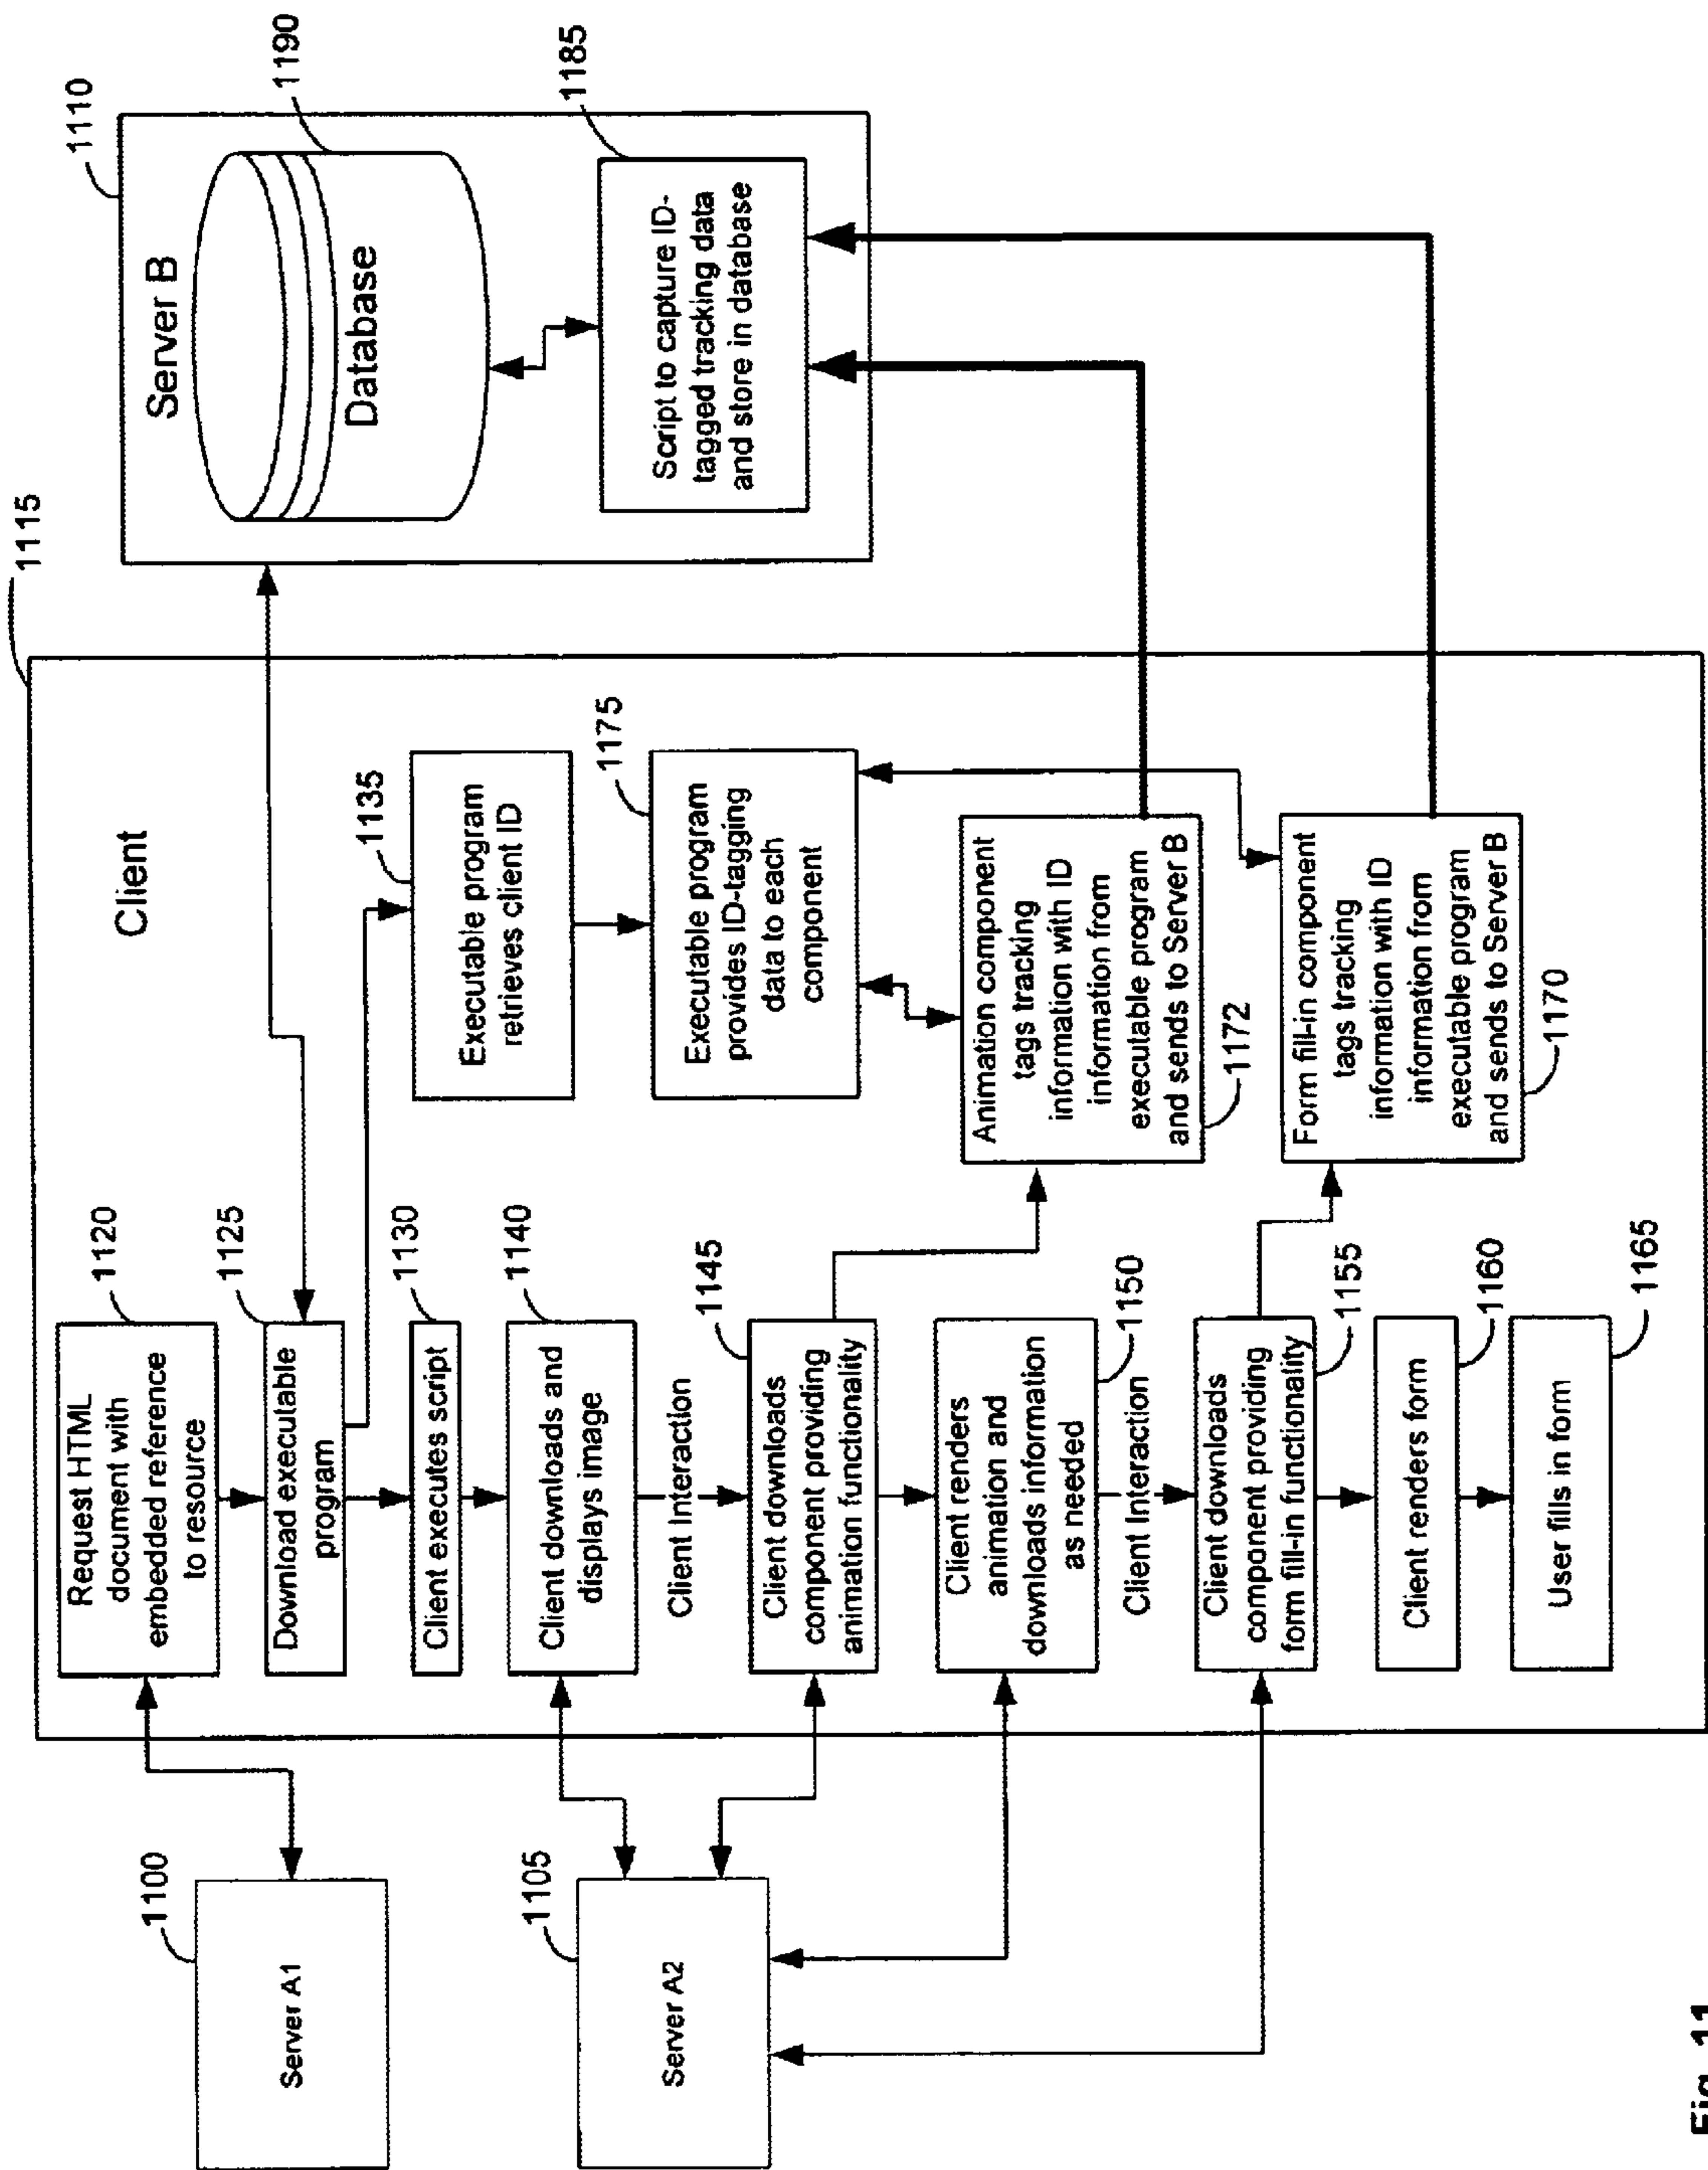 1115
1110
Server B
1190
Database
1185
Script to capture ID-
tagged tracking data
and store in database
Client
1120
Request HTML
document with
embedded reference
to resource
1125
Download executable
program
1135
Executable program
retrieves client ID
1130
Client executes script
1175
Executable program
provides ID-tagging
data to each
component
1140
Client downloads and
displays image
Client Interaction
1145
Client downloads
component providing
animation functionality
Animation component
tags tracking
information with ID
information from
executable program
and sends to Server B
1172
1150
Client renders
animation and
downloads information
as needed
Client Interaction
1155
Client downloads
component providing
form fill-in functionality
Form fill-in component
tags tracking
information with ID
information from
executable program
and sends to Server B
1170
1160
Client renders form
1165
User fills in form
1100
Server A1
1105
Server A2
Fig. 11